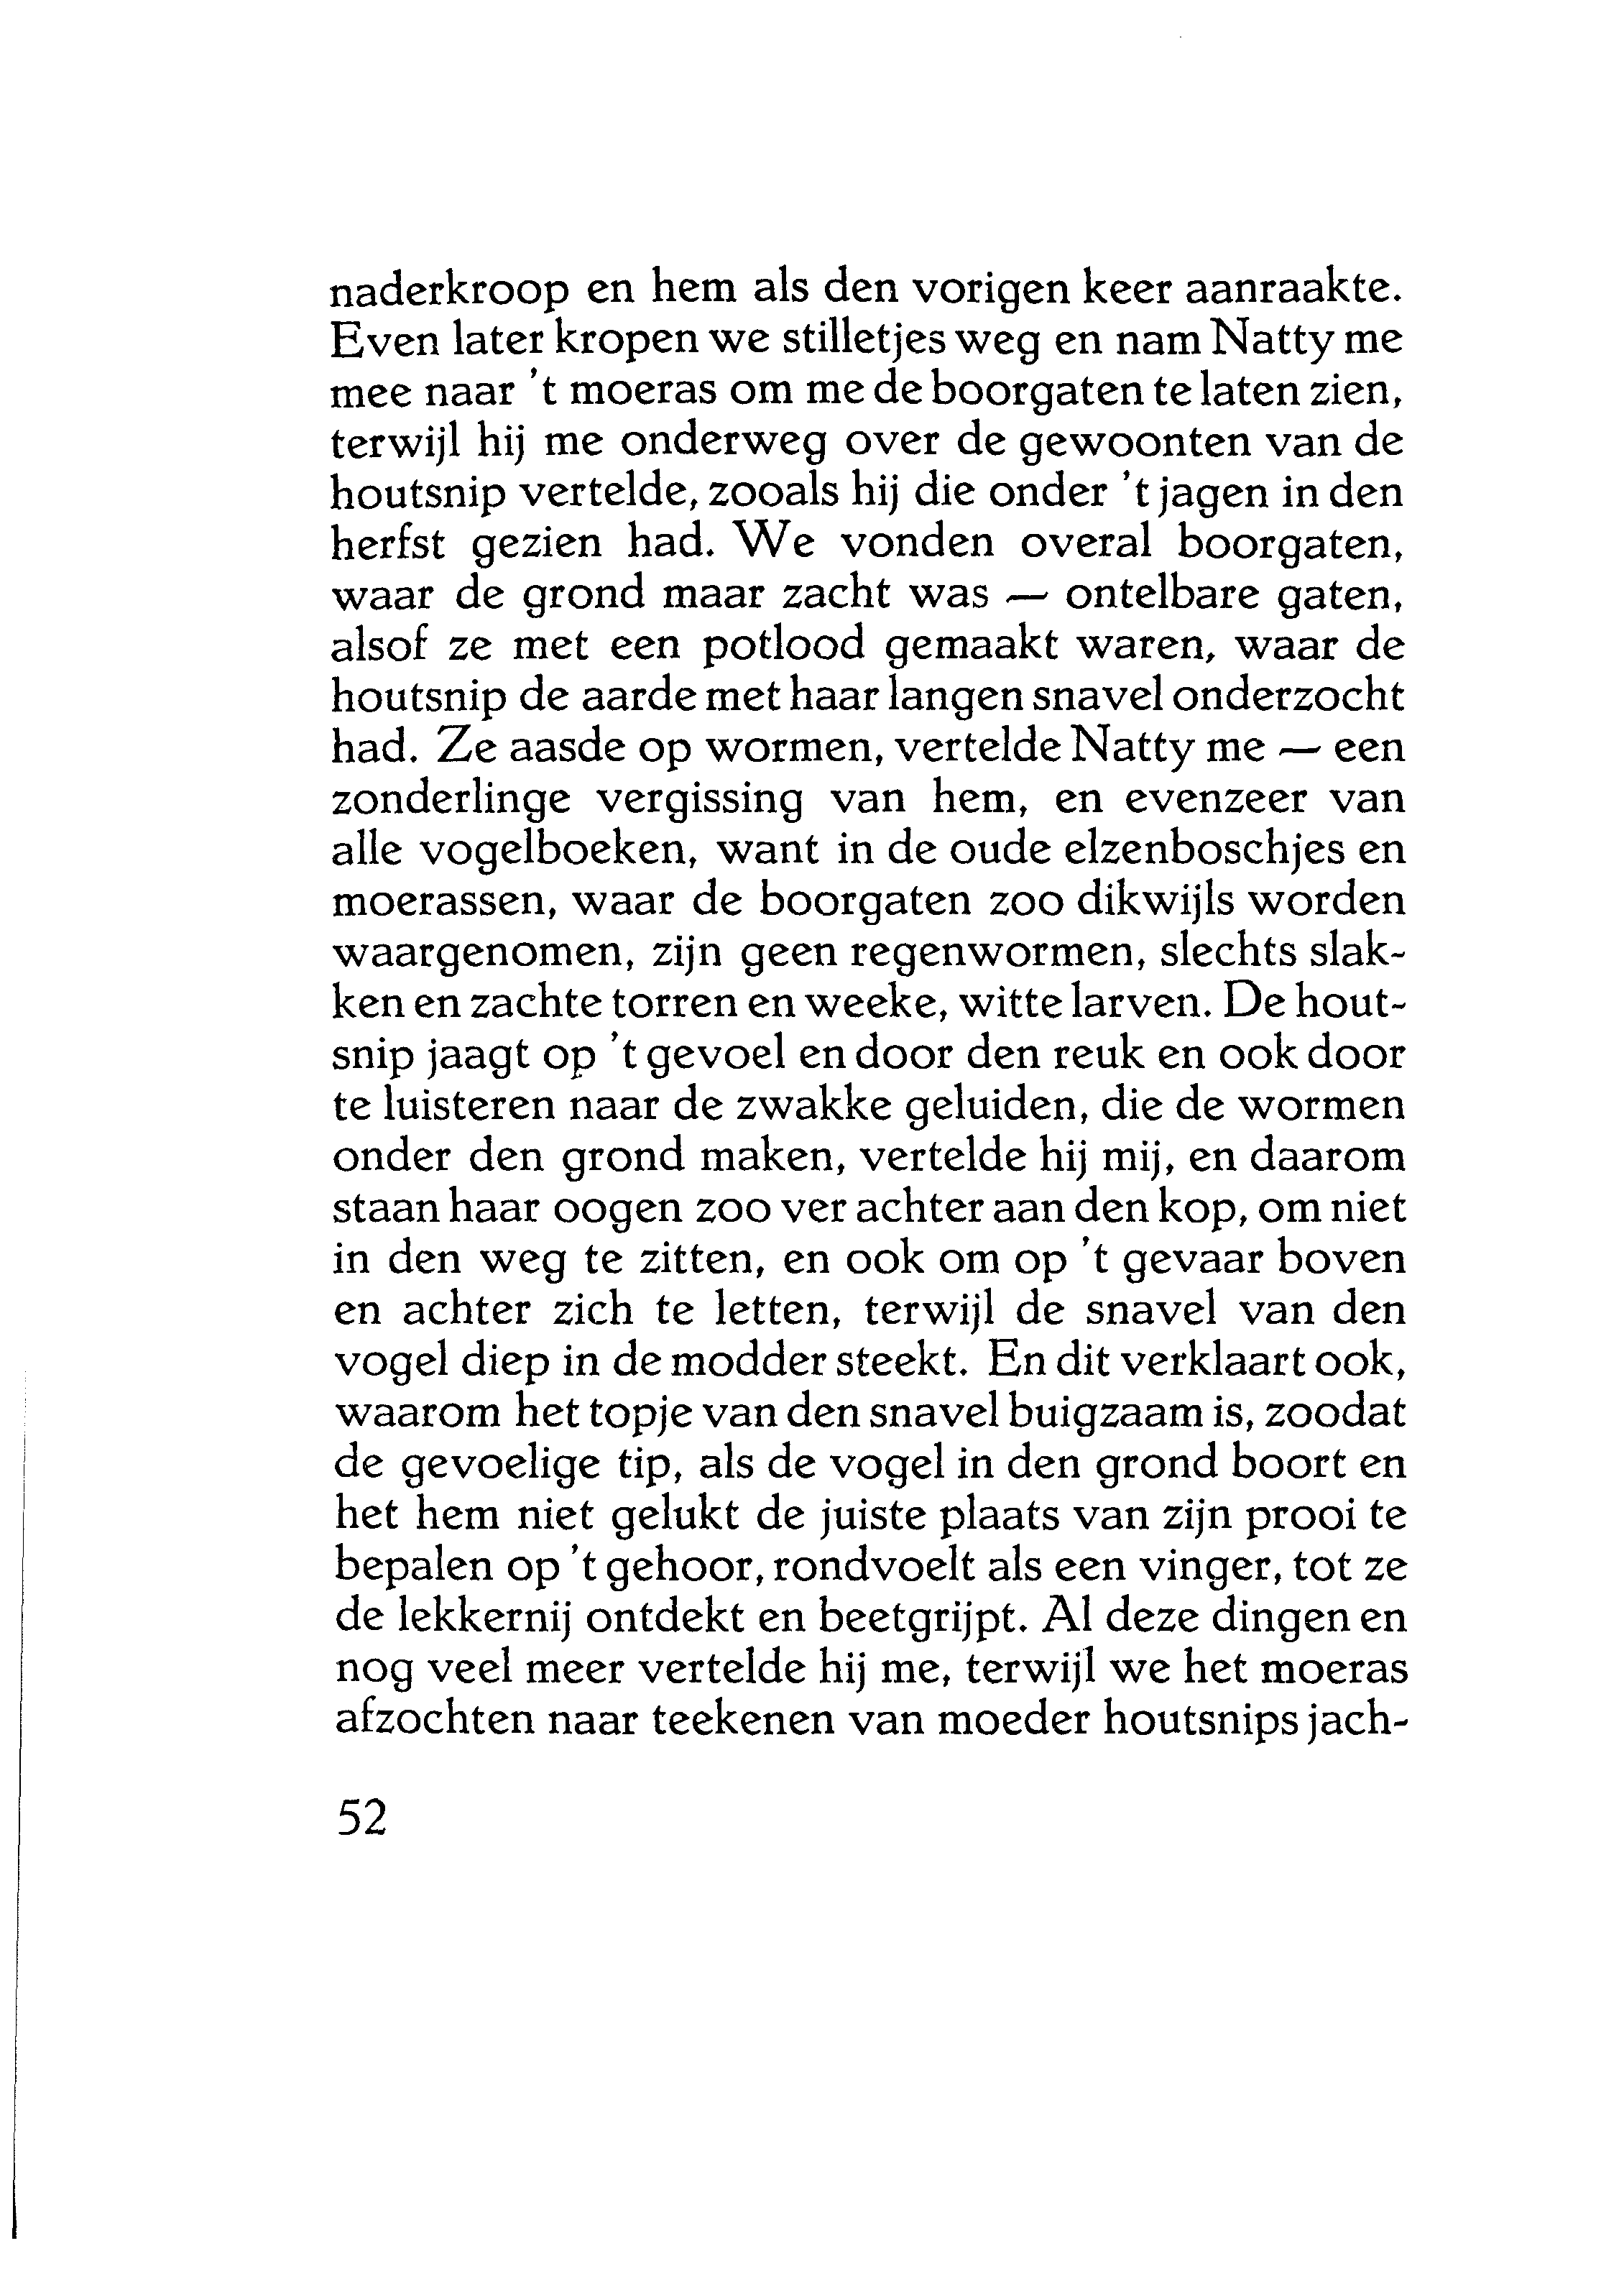 naderkroop en hem als den vorigen keer aanraakte.
Even later kropen we stilletjes weg en nam Natty me
mee naar 't moeras om me de boorgaten te laten zien,
terwijl hij me onderweg over de gewoonten van de
houtsnip vertelde, zooals hij die onder 't jagen in den
herfst gezien had. We vonden overal boorgaten,
waar de grond maar zacht was — ontelbare gaten,
alsof ze met een potlood gemaakt waren, waar de
houtsnip de aarde met haar langen snavel onderzocht
had. Ze aasde op wormen, vertelde Natty me — een
zonderlinge vergissing van hem, en evenzeer van
alle vogelboeken, want in de oude elzenboschjes en
moerassen, waar de boorgaten zoo dikwijls worden
waargenomen, zijn geen regenwormen, slechts slak-
ken en zachte torren en weeke, witte larven. De hout-
snip jaagt op 't gevoel en door den reuk en ook door
te luisteren naar de zwakke geluiden, die de wormen
onder den grond maken, vertelde hij mij, en daarom
staan haar oogen zoo ver achter aan den kop, om niet
in den weg te zitten, en ook om op 't gevaar boven
en achter zich te letten, terwijl de snavel van den
vogel diep in de modder steekt. En dit verklaart ook,
waarom het topje van den snavel buigzaam is, zoodat
de gevoelige tip, als de vogel in den grond boort en
het hem niet gelukt de juiste plaats van zijn prooi te
bepalen op 't gehoor, rondvoelt als een vinger, tot ze
de lekkernij ontdekt en beetgrijpt. Al deze dingen en
nog veel meer vertelde hij me, terwijl we het moeras
afzochten naar teekenen van moeder houtsnips jach-
52